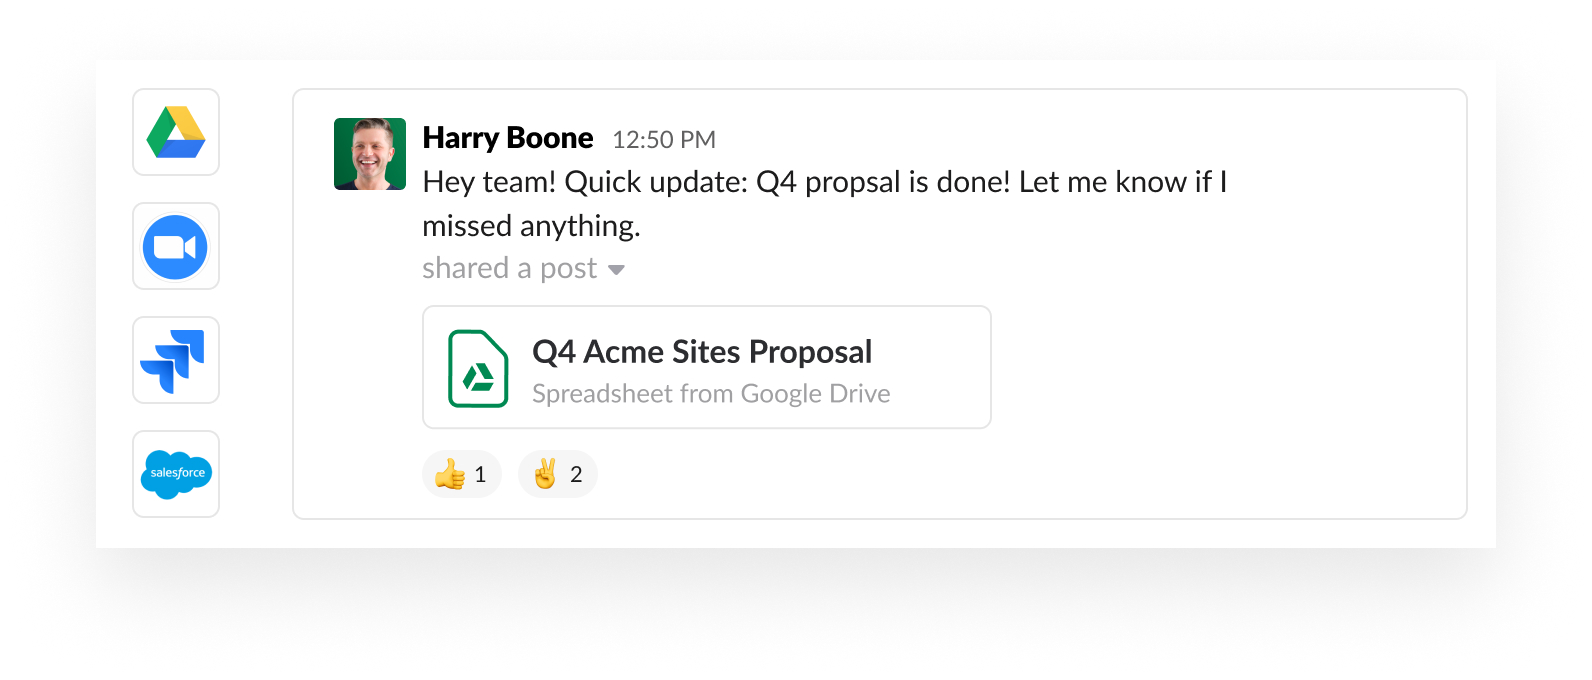 Harry Boone 12:50 PM
Hey team! Quick update: Q4 propsal is done! Let me know if I
missed anything.
shared a post
Q4 Acme Sites Proposal
Spreadsheet from Google Drive
1 2
salesforce